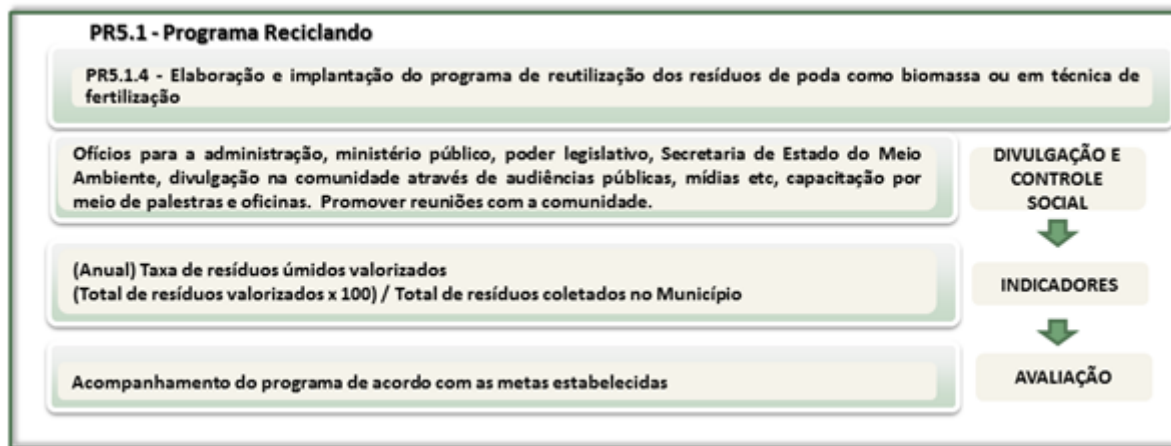 PR5.1 - Programa Reciclando
PR5.1.4 - Elaboração e implantação do programa de reutilização dos resíduos de poda como biomassa ou em técnica de
fertilização
Ofícios para a administração, ministério público, poder legislativo, Secretaria de Estado do Meio
Ambiente, divulgação na comunidade através de audiências públicas, mídias etc, capacitação por
meio de palestras e oficinas. Promover reuniões com a comunidade.
DIVULGAÇÃO E
CONTROLE
SOCIAL
(Anual) Taxa de resíduos úmidos valorizados
(Total de resíduos valorizados x 100) / Total de resíduos coletados no Município
INDICADORES
Acompanhamento do programa de acordo com as metas estabelecidas
AVALIAÇÃO